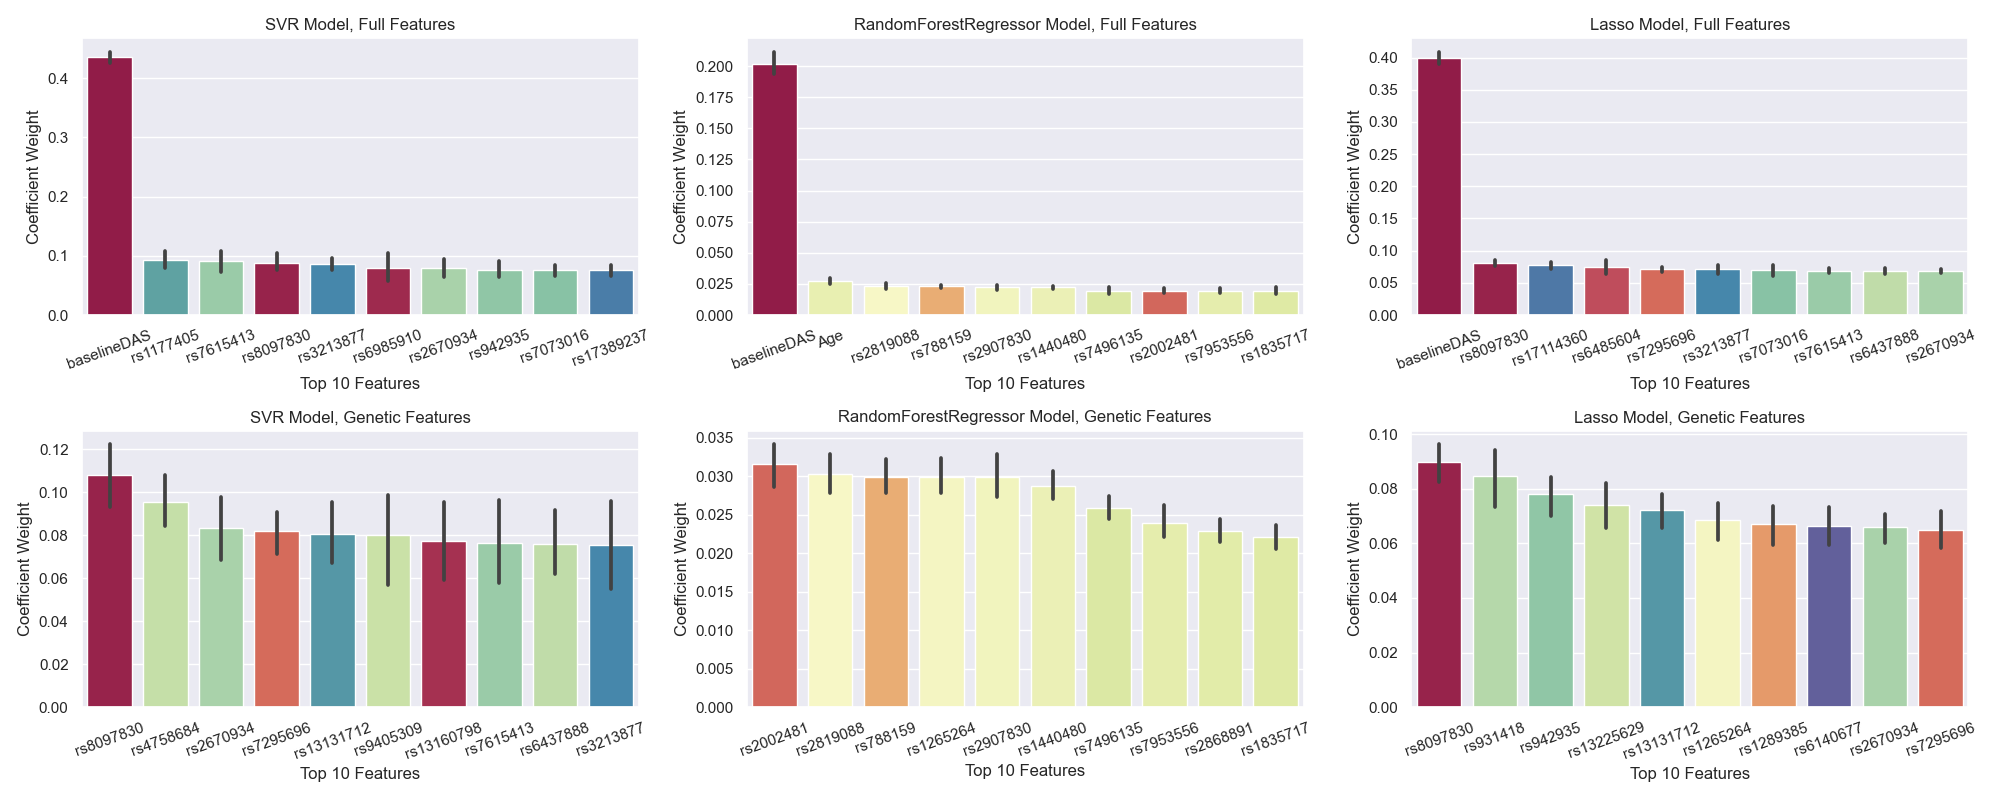 SVR Model, Full Features
Coefficient Weight
0.4
0.3
0.2
0.1
0.0
baselineDAS
rs1177405
rs7615413
rs8097830
rs3213877
rs6985910
rs2670934
rs942935
rs7073016
rs17389237
Top 10 Features
RandomForestRegressor Model, Full Features
Coefficient Weight
0.200
0.175
0.150
0.125
0.100
0.075
0.050
0.025
0.000
baselineDAS
Age
rs2819088
rs788159
rs2907830
rs1440480
rs7496135
rs2002481
rs7953556
rs1835717
Top 10 Features
Lasso Model, Full Features
Coefficient Weight
0.40
0.35
0.30
0.25
0.20
0.15
0.10
0.05
0.00
baselineDAS
rs8097830
rs17114360
rs6485604
rs7295696
rs3213877
rs7073016
rs7615413
rs6437888
rs2670934
Top 10 Features
SVR Model, Genetic Features
Coefficient Weight
0.12
0.10
0.08
0.06
0.04
0.02
0.00
rs8097830
rs4758684
rs2670934
rs7295696
rs13131712
rs9405309
rs13160798
rs7615413
rs6437888
rs3213877
Top 10 Features
RandomForestRegressor Model, Genetic Features
Coefficient Weight
0.035
0.030
0.025
0.020
0.015
0.010
0.005
0.000
rs2002481
rs2819088
rs788159
rs1265264
rs2907830
rs1440480
rs7496135
rs7953556
rs2868891
rs1835717
Top 10 Features
Lasso Model, Genetic Features
Coefficient Weight
0.10
0.08
0.06
0.04
0.02
0.00
rs8097830
rs931418
rs942935
rs13225629
rs13131712
rs1265264
rs1289385
rs6140677
rs2670934
rs7295696
Top 10 Features